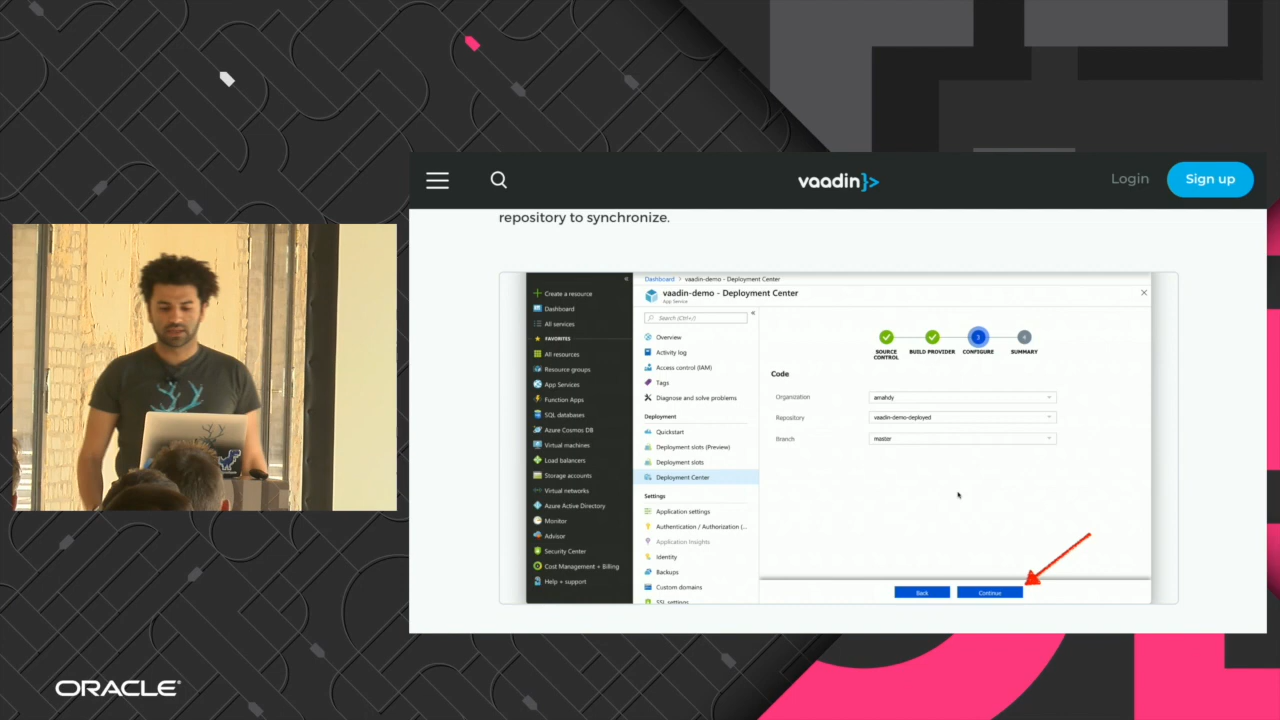 vaadin}>
Login
Sign up
repository to synchronize.
Dashboard > vaadin-demo - Deployment Center
vaadin-demo - Deployment Center
App Service
Create a resource
Dashboard
All services
FAVORITES
All resources
Resource groups
App Services
Function Apps
SQL databases
Azure Cosmos DB
Virtual machines
Load balancers
Storage accounts
Virtual networks
Azure Active Directory
Monitor
Advisor
Security Center
Cost Management + Billing
Help + support
Search (Ctrl+/)
Overview
Activity log
Access control (IAM)
Tags
Diagnose and solve problems
Deployment
Quickstart
Deployment slots (Preview)
Deployment slots
Deployment Center
Settings
Application settings
Authentication / Authorization (...
Application Insights
Identity
Backups
Custom domains
SSL settings
3
4
SOURCE CONTROL
BUILD PROVIDER
CONFIGURE
SUMMARY
Code
Organization
amahdy
Repository
vaadin-demo-deployed
Branch
master
Back
Continue
ORACLE